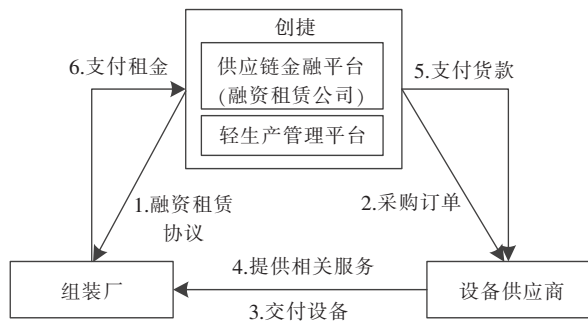 创捷
供应链金融平台
(融资租赁公司)
轻生产管理平台
6.支付租金
5.支付货款
1.融资租赁
协议
2.采购订单
组装厂
4.提供相关服务
3.交付设备
设备供应商